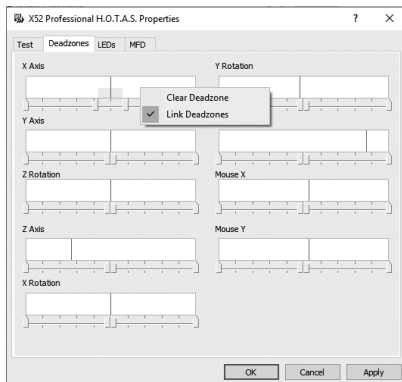 X52 Professional H.O.T.A.S. Properties
Test Deadzones LEDs MFD
X Axis
Y Rotation
Clear Deadzone
Link Deadzones
Y Axis
Z Rotation
Mouse X
Z Axis
Mouse Y
X Rotation
OK Cancel Apply